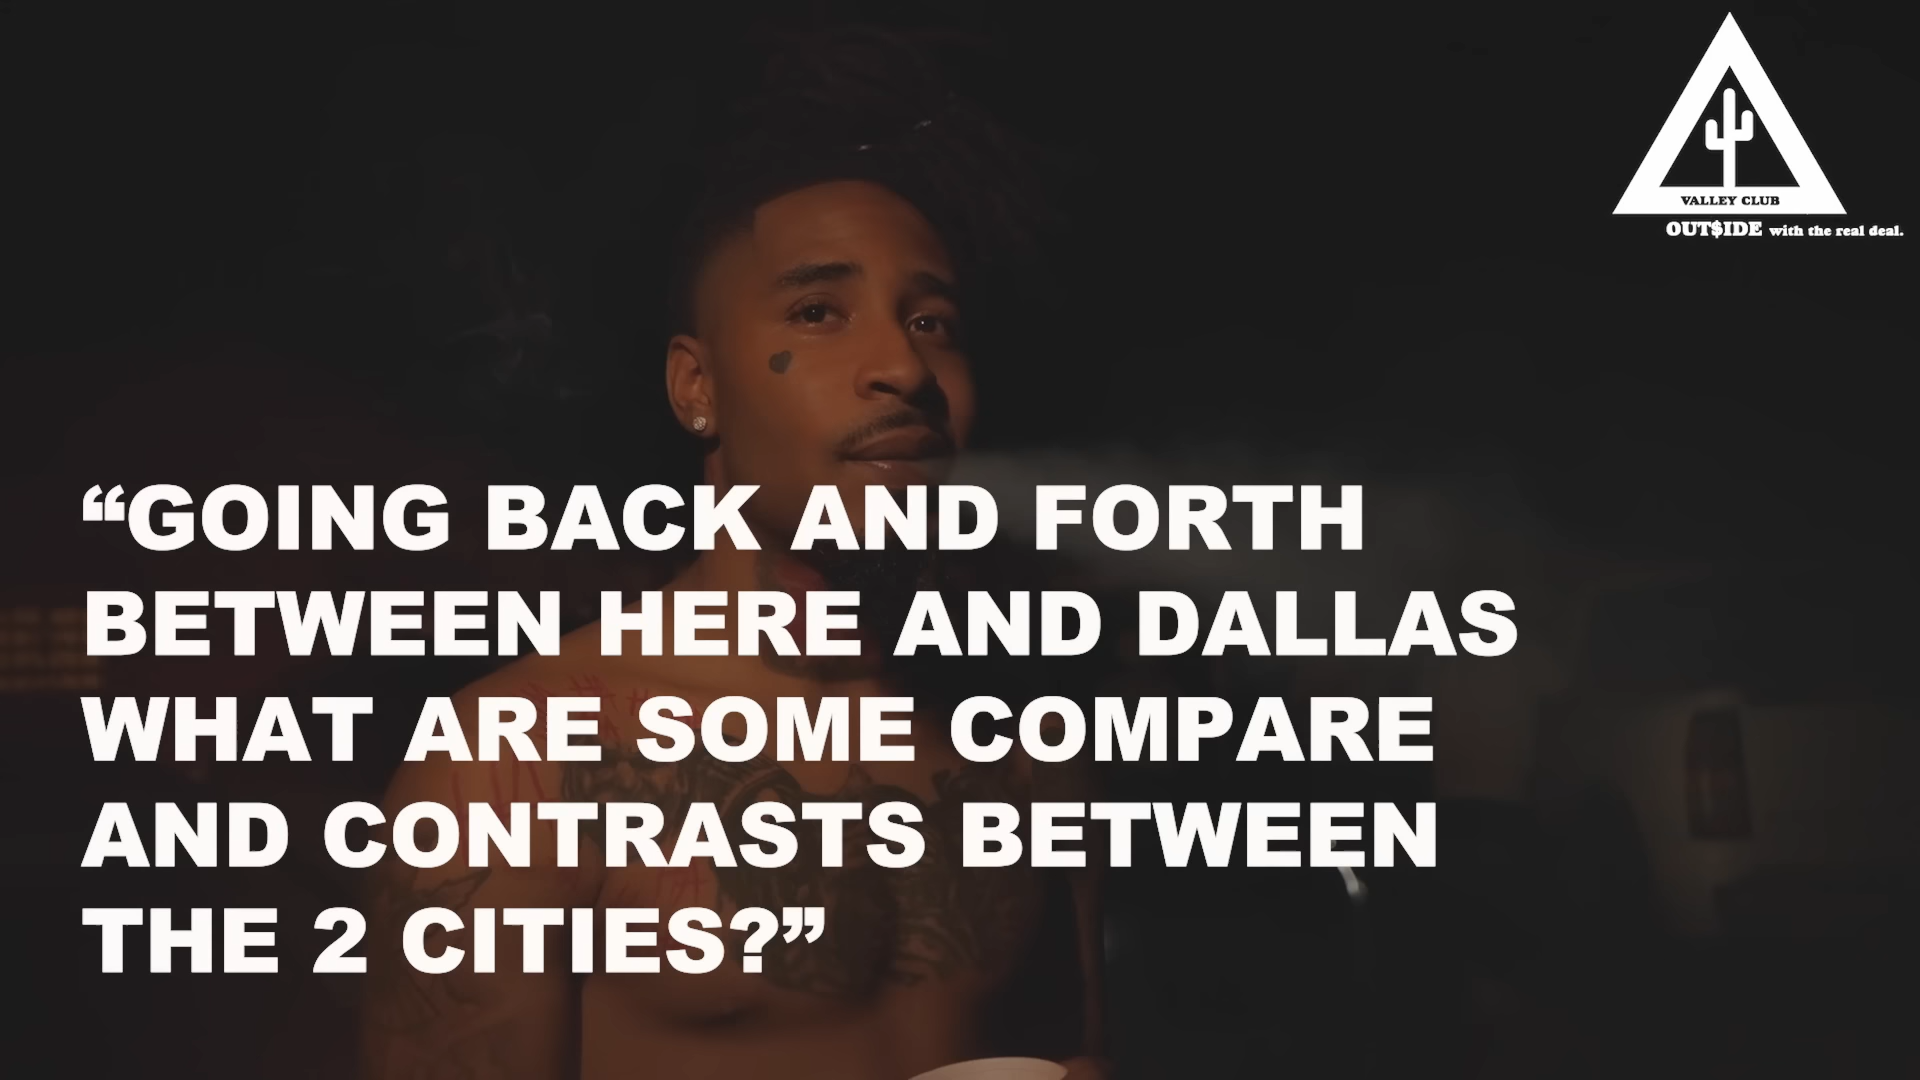 VALLEY CLUB
OUT$IDE with the real deal.
“GOING BACK AND FORTH
BETWEEN HERE AND DALLAS
WHAT ARE SOME COMPARE
AND CONTRASTS BETWEEN
THE 2 CITIES?”